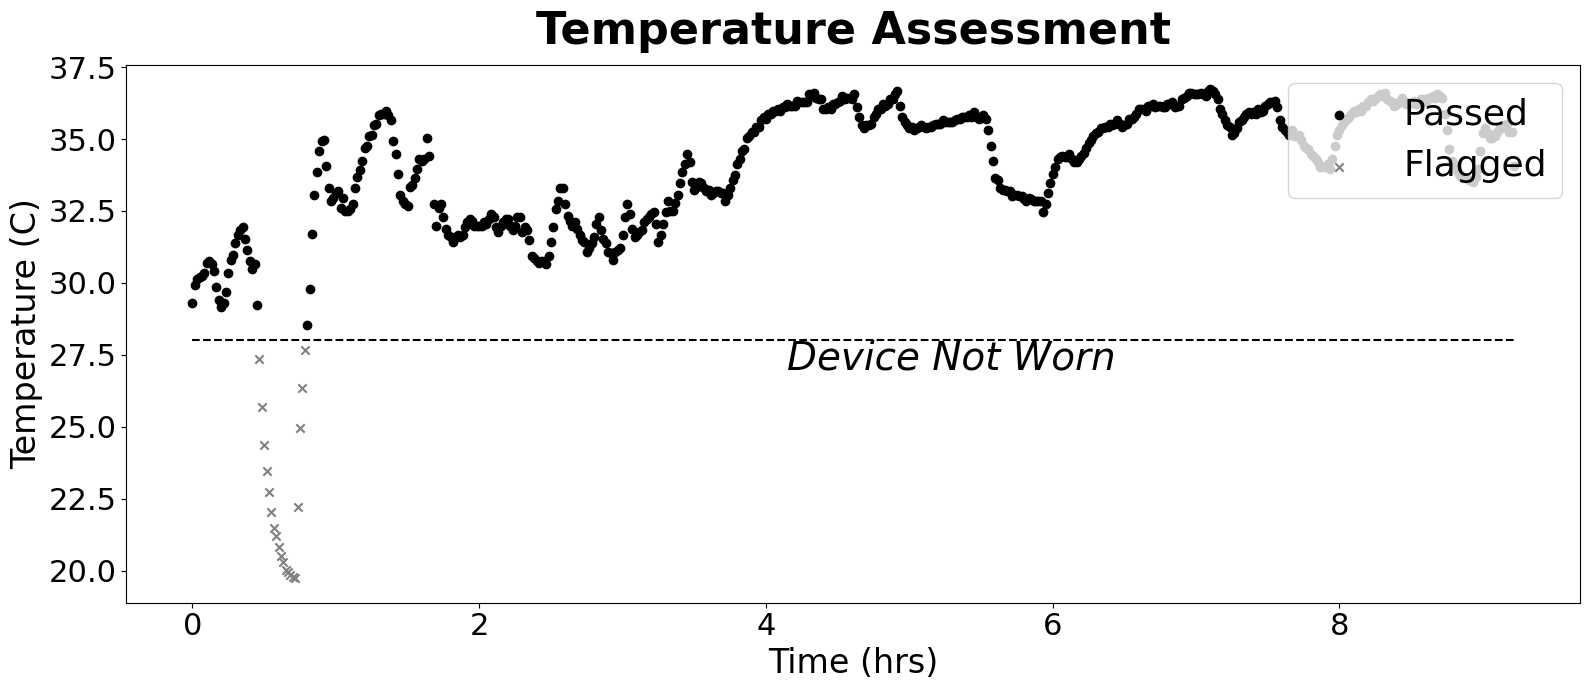 Temperature Assessment
Temperature (C)
37.5
35.0
32.5
30.0
27.5
25.0
22.5
20.0
Passed
Flagged
Device Not Worn
0 2 4 6 8
Time (hrs)